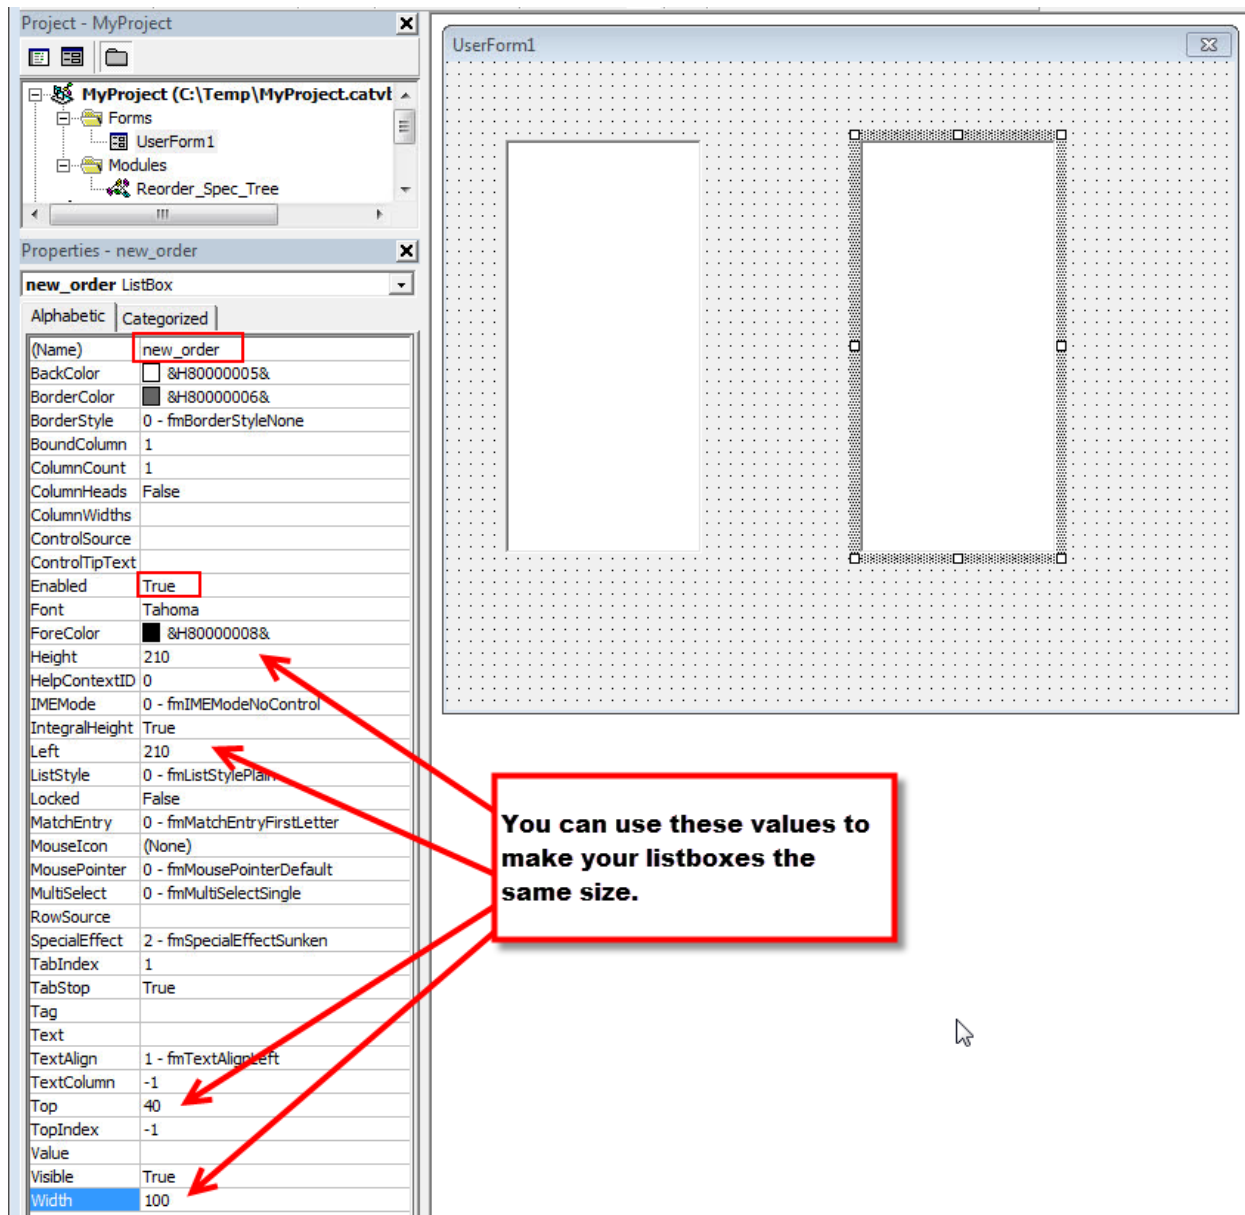 Project - MyProject
MyProject (C:\Temp\MyProject.catvb
Forms
UserForm1
Modules
Reorder_Spec_Tree
Properties - new_order
new_order ListBox
Alphabetic Categorized
(Name) new_order
BackColor &H80000005&
BorderColor &H80000006&
BorderStyle 0 - fmBorderStyleNone
BoundColumn 1
ColumnCount 1
ColumnHeads False
ColumnWidths
ControlSource
ControlTipText
Enabled True
Font Tahoma
ForeColor &H80000008&
Height 210
HelpContextID 0
IMEMode 0 - fmIMEModeNoControl
IntegralHeight True
Left 210
ListStyle 0 - fmListStylePlain
Locked False
MatchEntry 0 - fmMatchEntryFirstLetter
MouseIcon (None)
MousePointer 0 - fmMousePointerDefault
MultiSelect 0 - fmMultiSelectSingle
RowSource
SpecialEffect 2 - fmSpecialEffectSunken
TabIndex 1
TabStop True
Tag
Text
TextAlign 1 - fmTextAlignLeft
TextColumn -1
Top 40
TopIndex -1
Value
Visible True
Width 100
UserForm1
You can use these values to
make your listboxes the
same size.